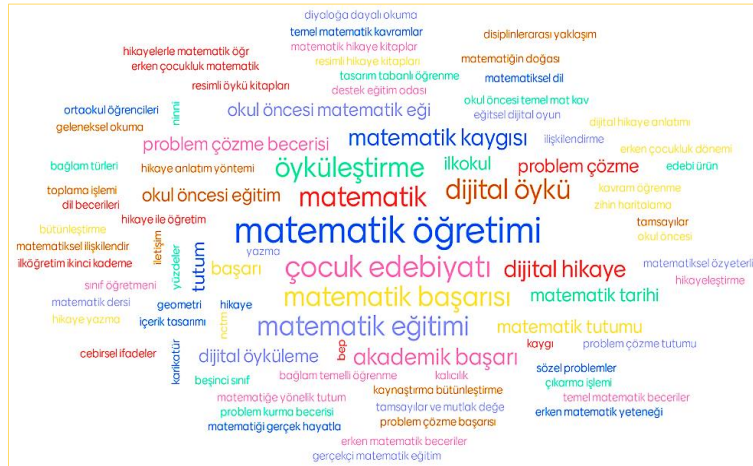 diyaloğa dayalı okuma
temel matematik kavramlar
disiplinlerarası yaklaşım
matematik hikaye kitaplar
hikayelerle matematik öğr
resimli hikaye kitapları
matematiğin doğası
erken çocukluk matematik
tasarım tabanlı öğrenme
matematiksel dil
resimli öykü kitapları
destek eğitim odası
okul öncesi temel mat kav
ortaokul öğrencileri
ninni
okul öncesi matematik eği
eğitsel dijital oyun
geleneksel okuma
dijital hikaye anlatımı
problem çözme becerisi
matematik kaygısı
ilişkilendirme
erken çocukluk dönemi
bağlam türleri
hikaye anlatım yöntemi
öyküleştirme
ilkokul
problem çözme
edebi ürün
toplama işlemi
okul öncesi eğitim
matematik
dijital öykü
kavram öğrenme
dil becerileri
zihin haritalama
hikaye ile öğretim
tamsayılar
bütünleştirme
matematik öğretimi
okul öncesi
matematiksel ilişkilendir
iletişim
tutum
yazma
ilköğretim ikinci kademe
yüzdeler
başarı
çocuk edebiyatı
dijital hikaye
matematiksel özyeterli
sınıf öğretmeni
hikayeleştirme
matematik dersi
geometri
hikaye
matematik başarısı
matematik tarihi
hikaye yazma
içerik tasarımı
nctm
matematik eğitimi
matematik tutumu
cebirsel ifadeler
karikatür
dijital öyküleme
bep
akademik başarı
kaygı
problem çözme tutumu
sözel problemler
beşinci sınıf
bağlam temelli öğrenme
kalıcılık
çıkarma işlemi
matematiğe yönelik tutum
kaynaştırma bütünleştirme
temel matematik beceriler
problem kurma becerisi
tamsayılar ve mutlak değe
erken matematik yeteneği
matematiği gerçek hayatla
problem çözme başarısı
erken matematik beceriler
gerçekçi matematik eğitim